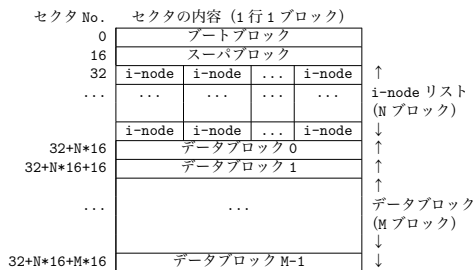 セクタ No. セクタの内容 (1行1ブロック)
0 ブートブロック
16 スーパブロック
32 i-node i-node ... i-node ↑
... ... ... ... ... i-node リスト
(N ブロック)
i-node i-node ... i-node ↓
32+N*16 データブロック 0 ↑
32+N*16+16 データブロック 1 ↑
↑
... ... データブロック
(M ブロック)
↓
32+N*16+M*16 データブロック M-1 ↓